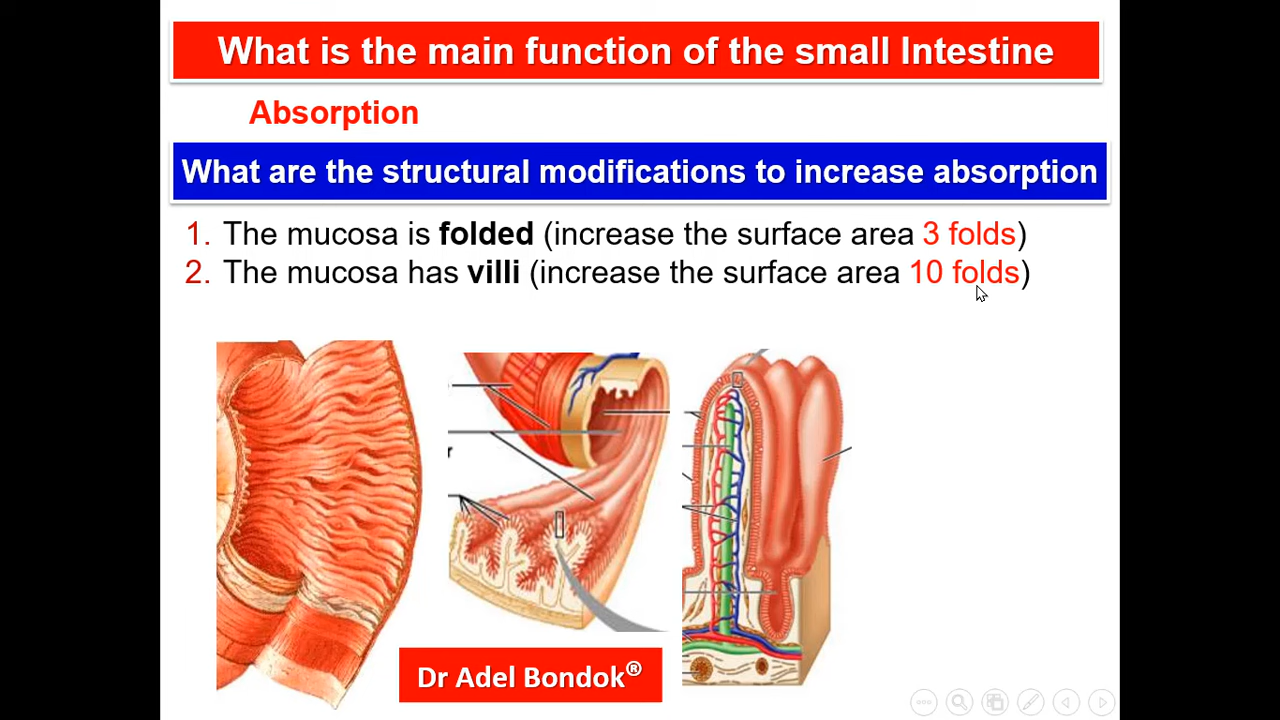 What is the main function of the small Intestine
Absorption
What are the structural modifications to increase absorption
1. The mucosa is folded (increase the surface area 3 folds)
2. The mucosa has villi (increase the surface area 10 folds)
r
Dr Adel Bondok®